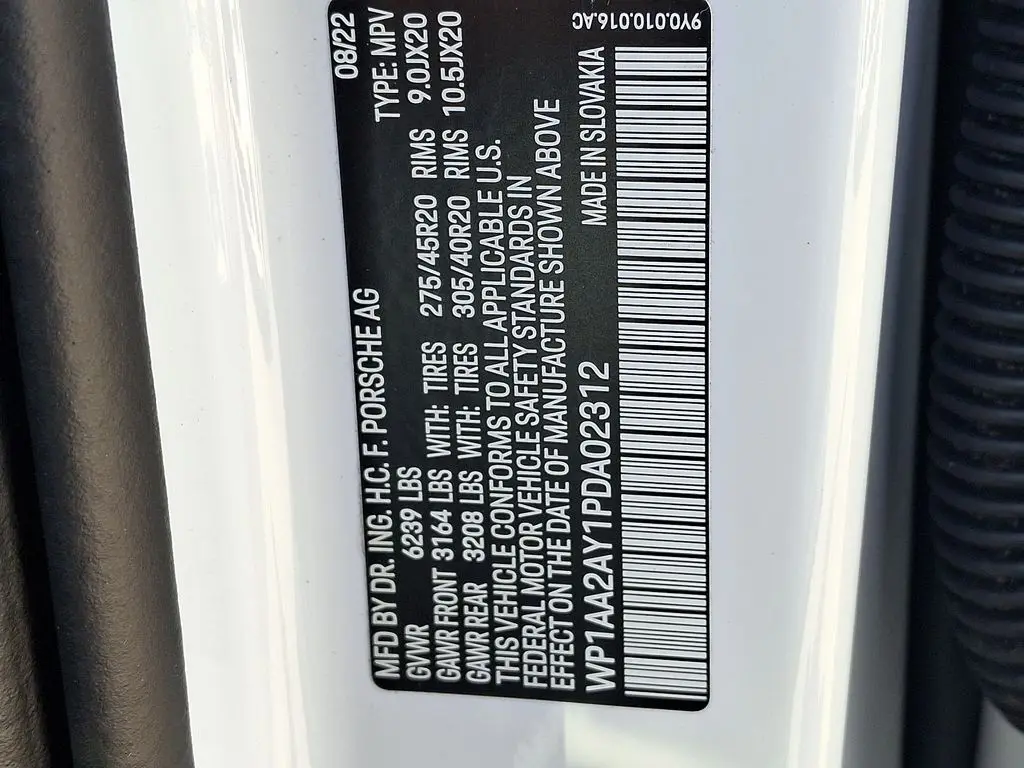 MFD BY DR. ING. H.C. F. PORSCHE AG 08/22
GVWR 6239 LBS TYPE: MPV
GAWR FRONT 3164 LBS WITH: TIRES 275/45R20 RIMS 9.0JX20
GAWR REAR 3208 LBS WITH: TIRES 305/40R20 RIMS 10.5JX20
THIS VEHICLE CONFORMS TO ALL APPLICABLE U.S.
FEDERAL MOTOR VEHICLE SAFETY STANDARDS IN
EFFECT ON THE DATE OF MANUFACTURE SHOWN ABOVE
WP1AA2AY1PDA02312 MADE IN SLOVAKIA 9Y0.010.016.AC